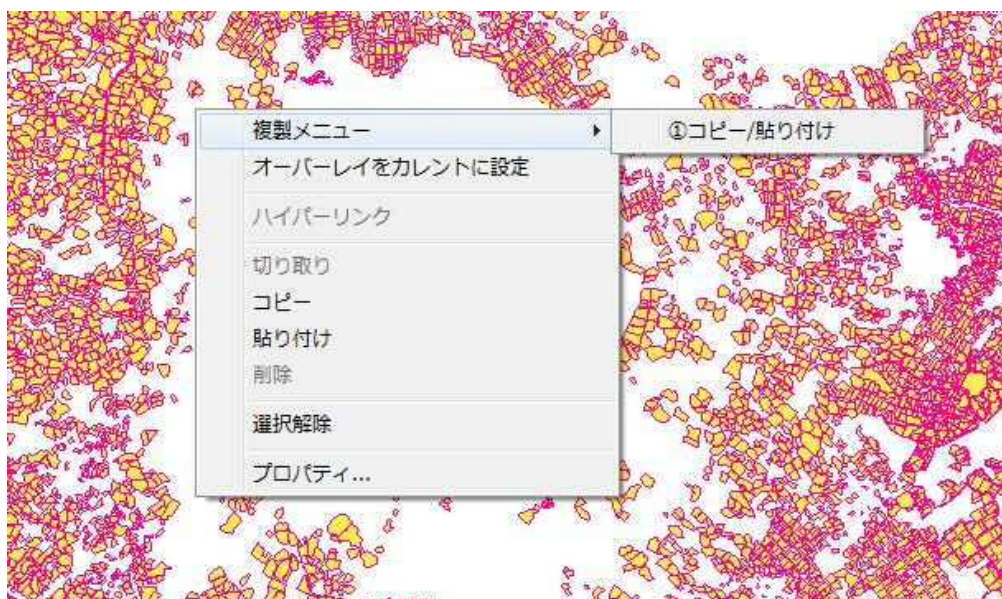 複製メニュー
①コピー/貼り付け
オーバーレイをカレントに設定
ハイパーリンク
切り取り
コピー
貼り付け
削除
選択解除
プロパティ...